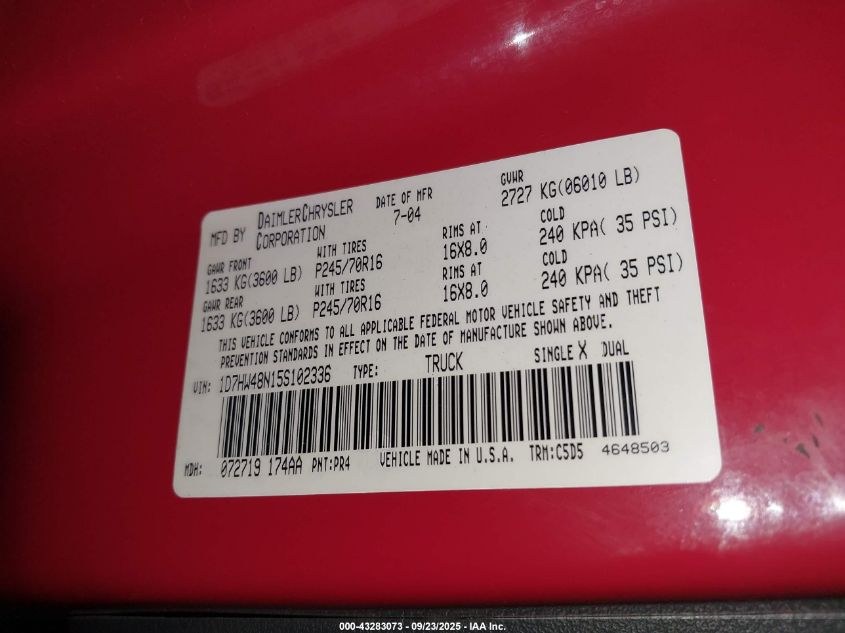 MFD BY DAIMLERCHRYSLER CORPORATION DATE OF MFR 7-04 GVWR 2727 KG(06010 LB)
GAWR FRONT WITH TIRES RIMS AT COLD
1633 KG(3600 LB) P245/70R16 16X8.0 240 KPA( 35 PSI)
GAWR REAR WITH TIRES RIMS AT COLD
1633 KG(3600 LB) P245/70R16 16X8.0 240 KPA( 35 PSI)
THIS VEHICLE CONFORMS TO ALL APPLICABLE FEDERAL MOTOR VEHICLE SAFETY AND THEFT
PREVENTION STANDARDS IN EFFECT ON THE DATE OF MANUFACTURE SHOWN ABOVE.
VIN: 1D7HW48N15S102336 TYPE: TRUCK SINGLE X DUAL
MDH: 072719 174AA PNT:PR4 VEHICLE MADE IN U.S.A. TRM:C5D5 4648503
000-43283073 - 09/23/2025 - IAA Inc.